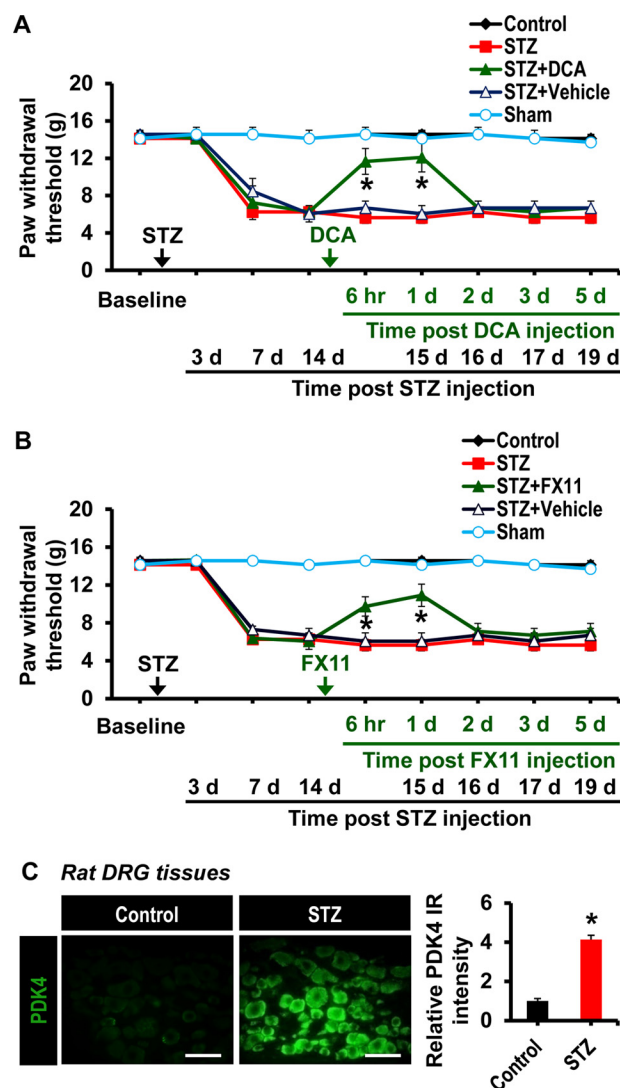 A
Control
STZ
STZ+DCA
STZ+Vehicle
Sham
Paw withdrawal
threshold (g)
20
16
12
8
4
0
* *
STZ
DCA
Baseline
6 hr 1 d 2 d 3 d 5 d
Time post DCA injection
3 d 7 d 14 d 15 d 16 d 17 d 19 d
Time post STZ injection
B
Control
STZ
STZ+FX11
STZ+Vehicle
Sham
Paw withdrawal
threshold (g)
20
16
12
8
4
0
* *
STZ
FX11
Baseline
6 hr 1 d 2 d 3 d 5 d
Time post FX11 injection
3 d 7 d 14 d 15 d 16 d 17 d 19 d
Time post STZ injection
C Rat DRG tissues
Control STZ
PDK4
Relative PDK4 IR
intensity
6
4
2
0
*
Control STZ